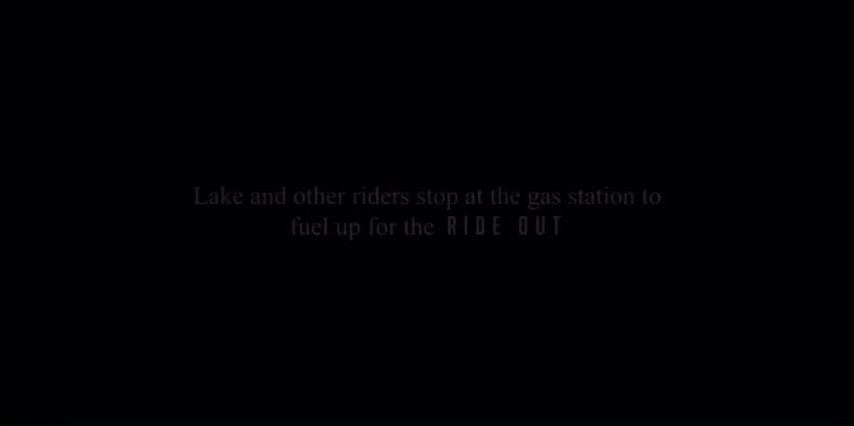 Lake and other riders stop at the gas station to
fuel up for the RIDE OUT